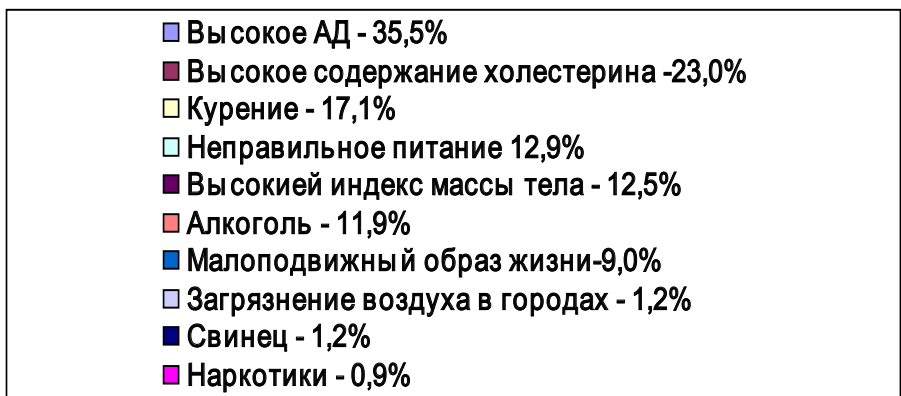 Высокое АД - 35,5%
Высокое содержание холестерина -23,0%
Курение - 17,1%
Неправильное питание 12,9%
Высокией индекс массы тела - 12,5%
Алкоголь - 11,9%
Малоподвижный образ жизни-9,0%
Загрязнение воздуха в городах - 1,2%
Свинец - 1,2%
Наркотики - 0,9%